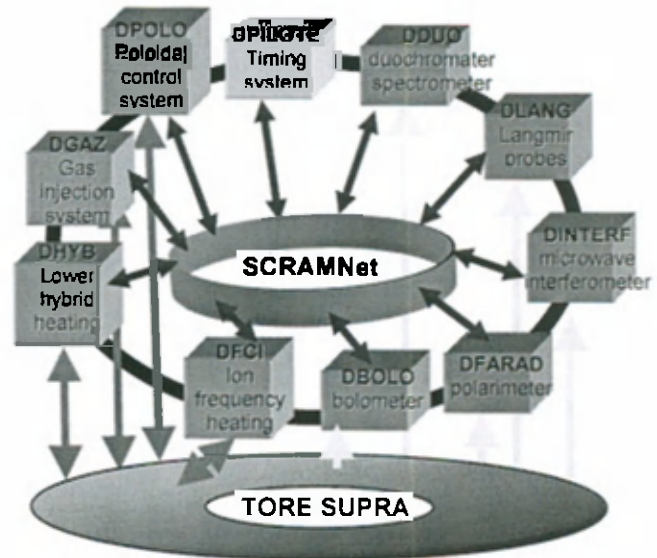 DPOLO
Poloidal
control
system
DPILOTE
Timing
system
DDUO
duochromater
spectrometer
DLANG
Langmir
probes
DGAZ
Gas
injection
system
DINTERF
microwave
interferometer
DHYB
Lower
hybrid
heating
SCRAMNet
DFCI
Ion
frequency
heating
DBOLO
bolometer
DFARAD
polarimeter
TORE SUPRA